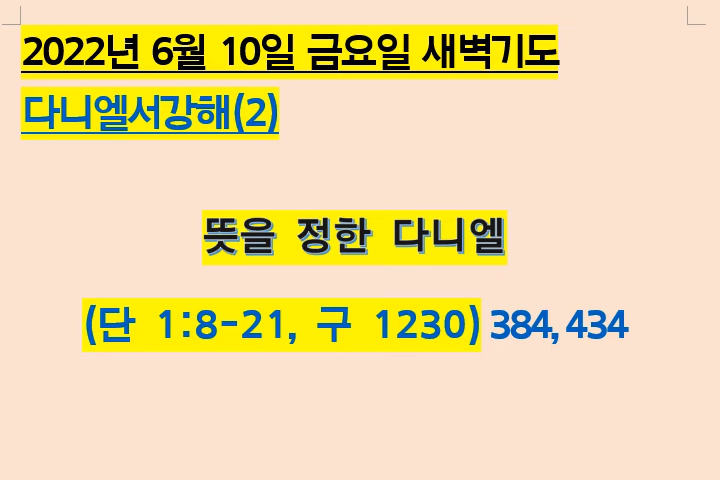 2022년 6월 10일 금요일 새벽기도
다니엘서강해(2)
뜻을 정한 다니엘
(단 1:8-21, 구 1230) 384, 434